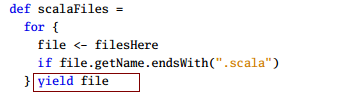 def scalaFiles =
for {
file <- filesHere
if file.getName.endsWith(".scala")
} yield file